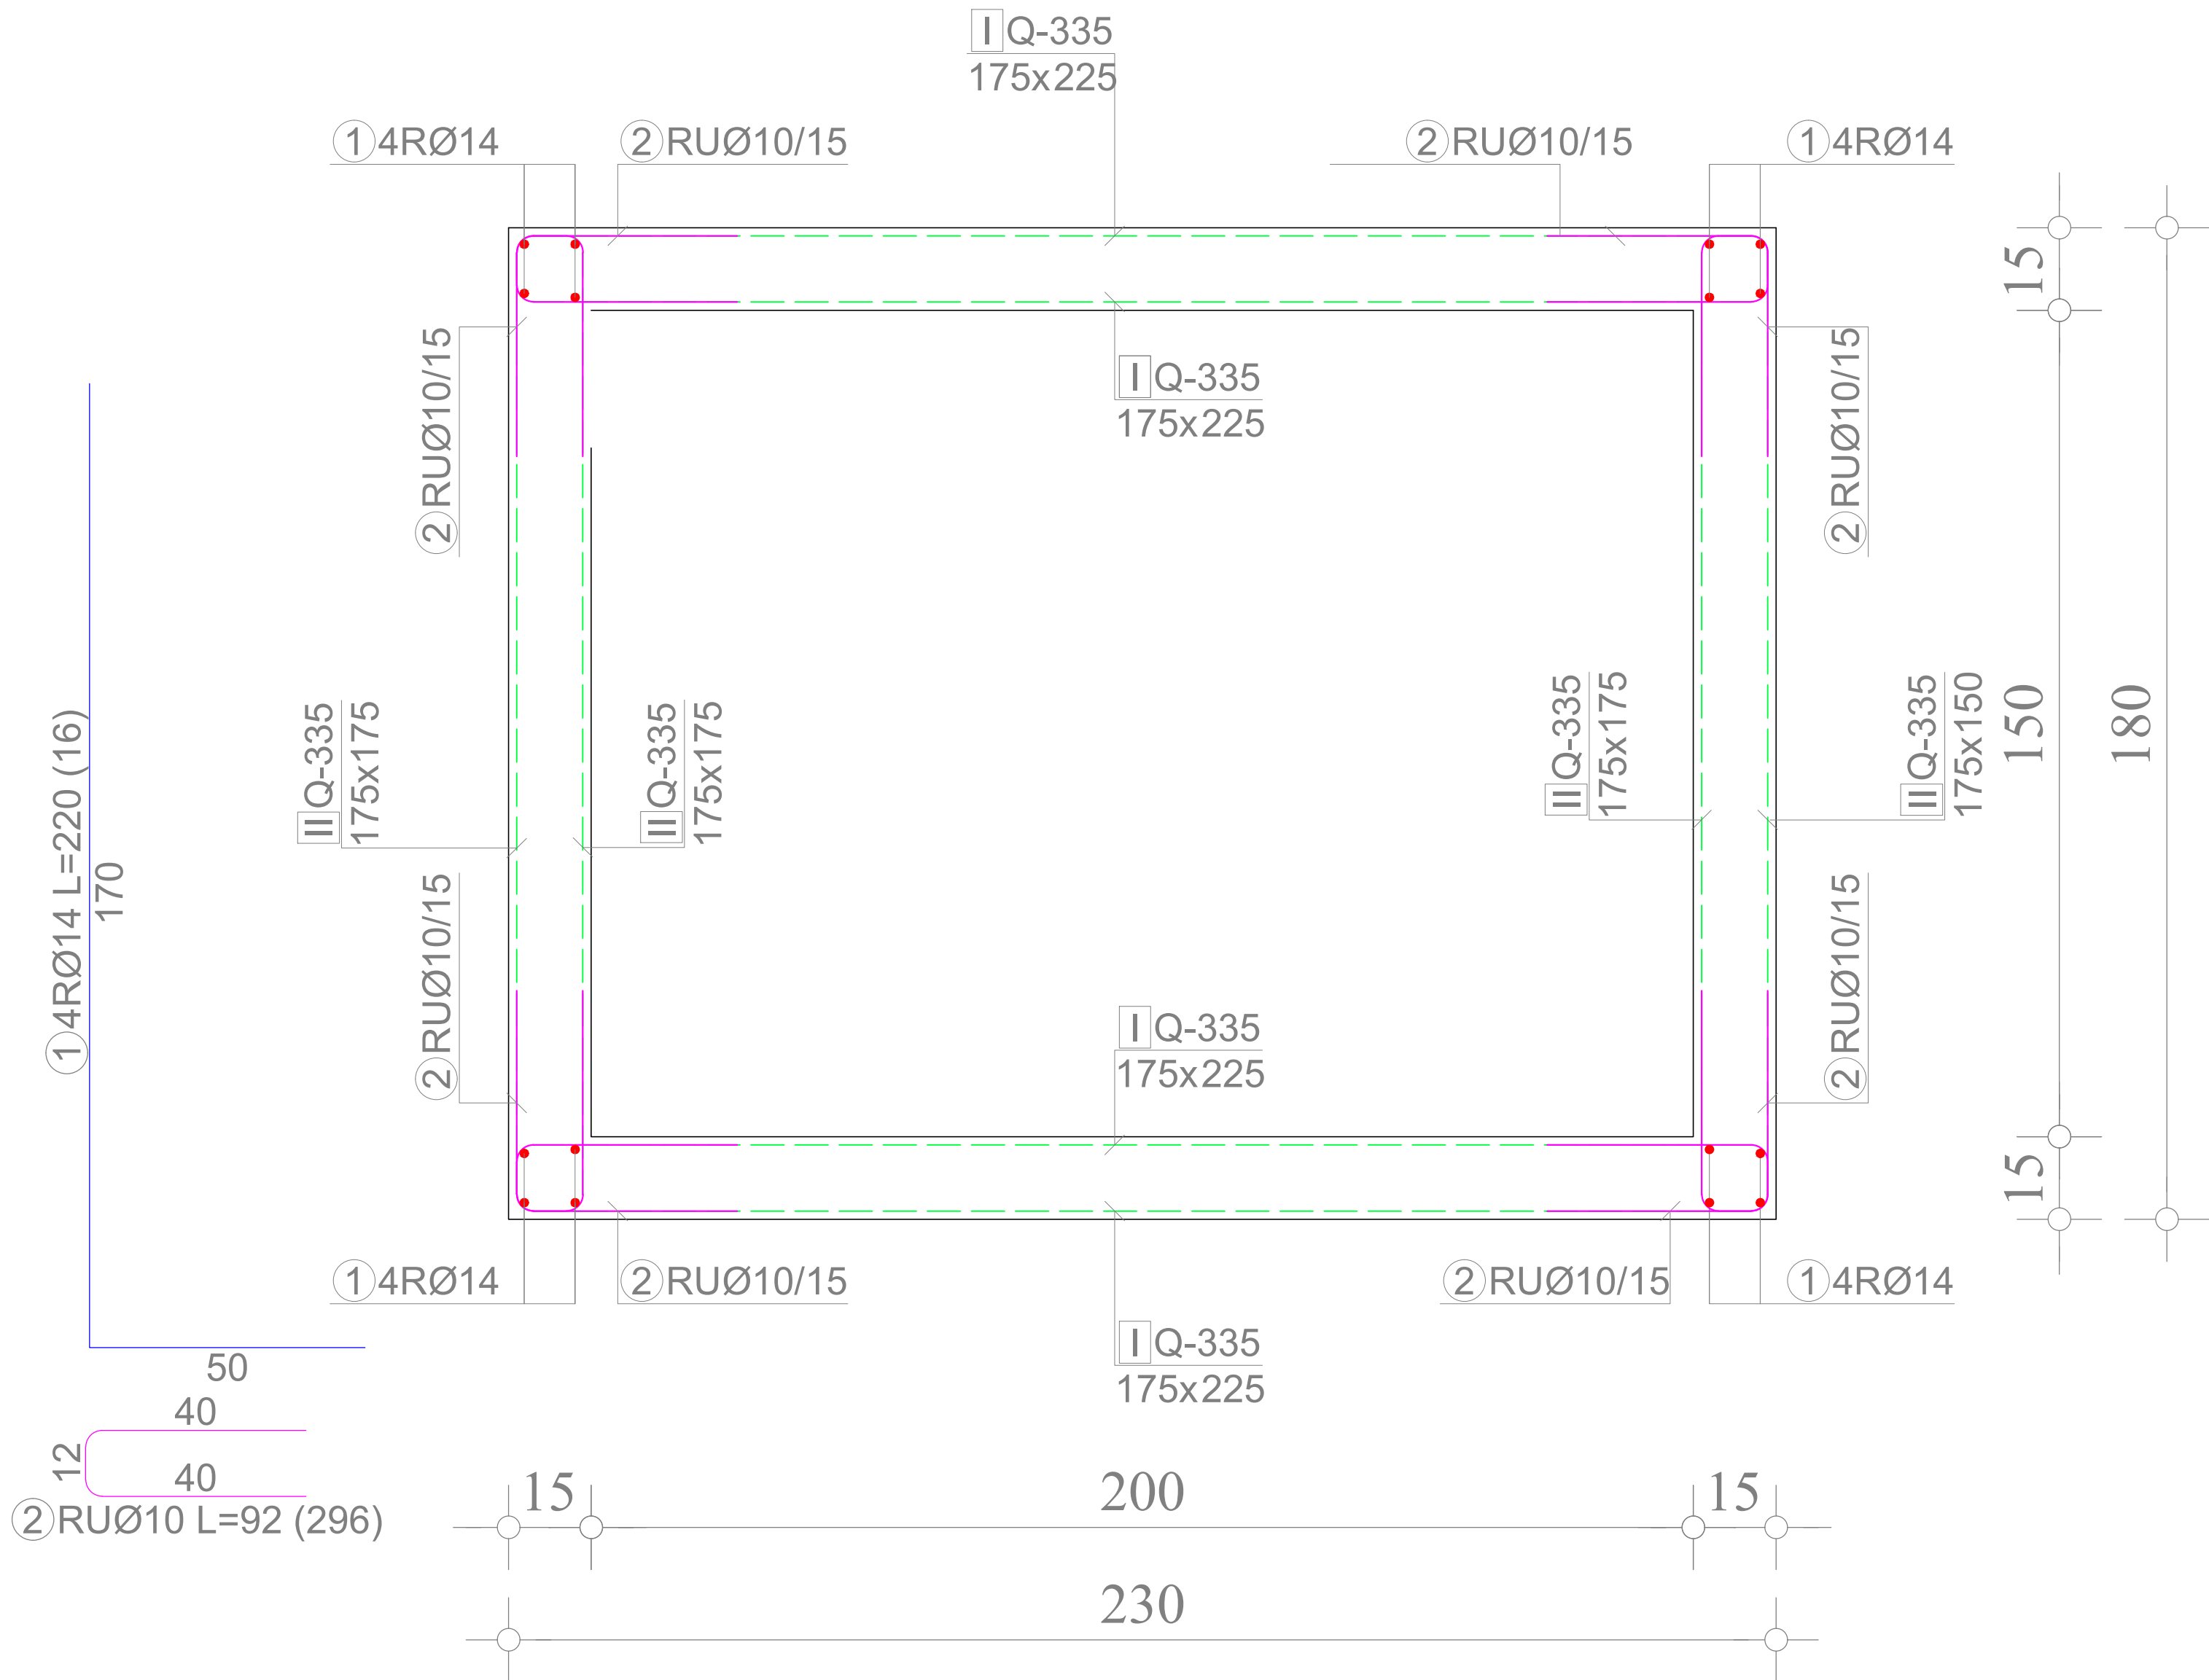 I Q-335
175x225
1 4RØ14
2 RUØ10/15
2 RUØ10/15
1 4RØ14
15
2 RUØ10/15
I Q-335
175x225
2 RUØ10/15
1 4RØ14 L=220 (16)
170
II Q-335
175x175
II Q-335
175x175
II Q-335
175x175
II Q-335
175x150
150
180
2 RUØ10/15
I Q-335
175x225
2 RUØ10/15
15
1 4RØ14
2 RUØ10/15
2 RUØ10/15
1 4RØ14
I Q-335
175x225
50
40
12
40
2 RUØ10 L=92 (296)
15
200
15
230